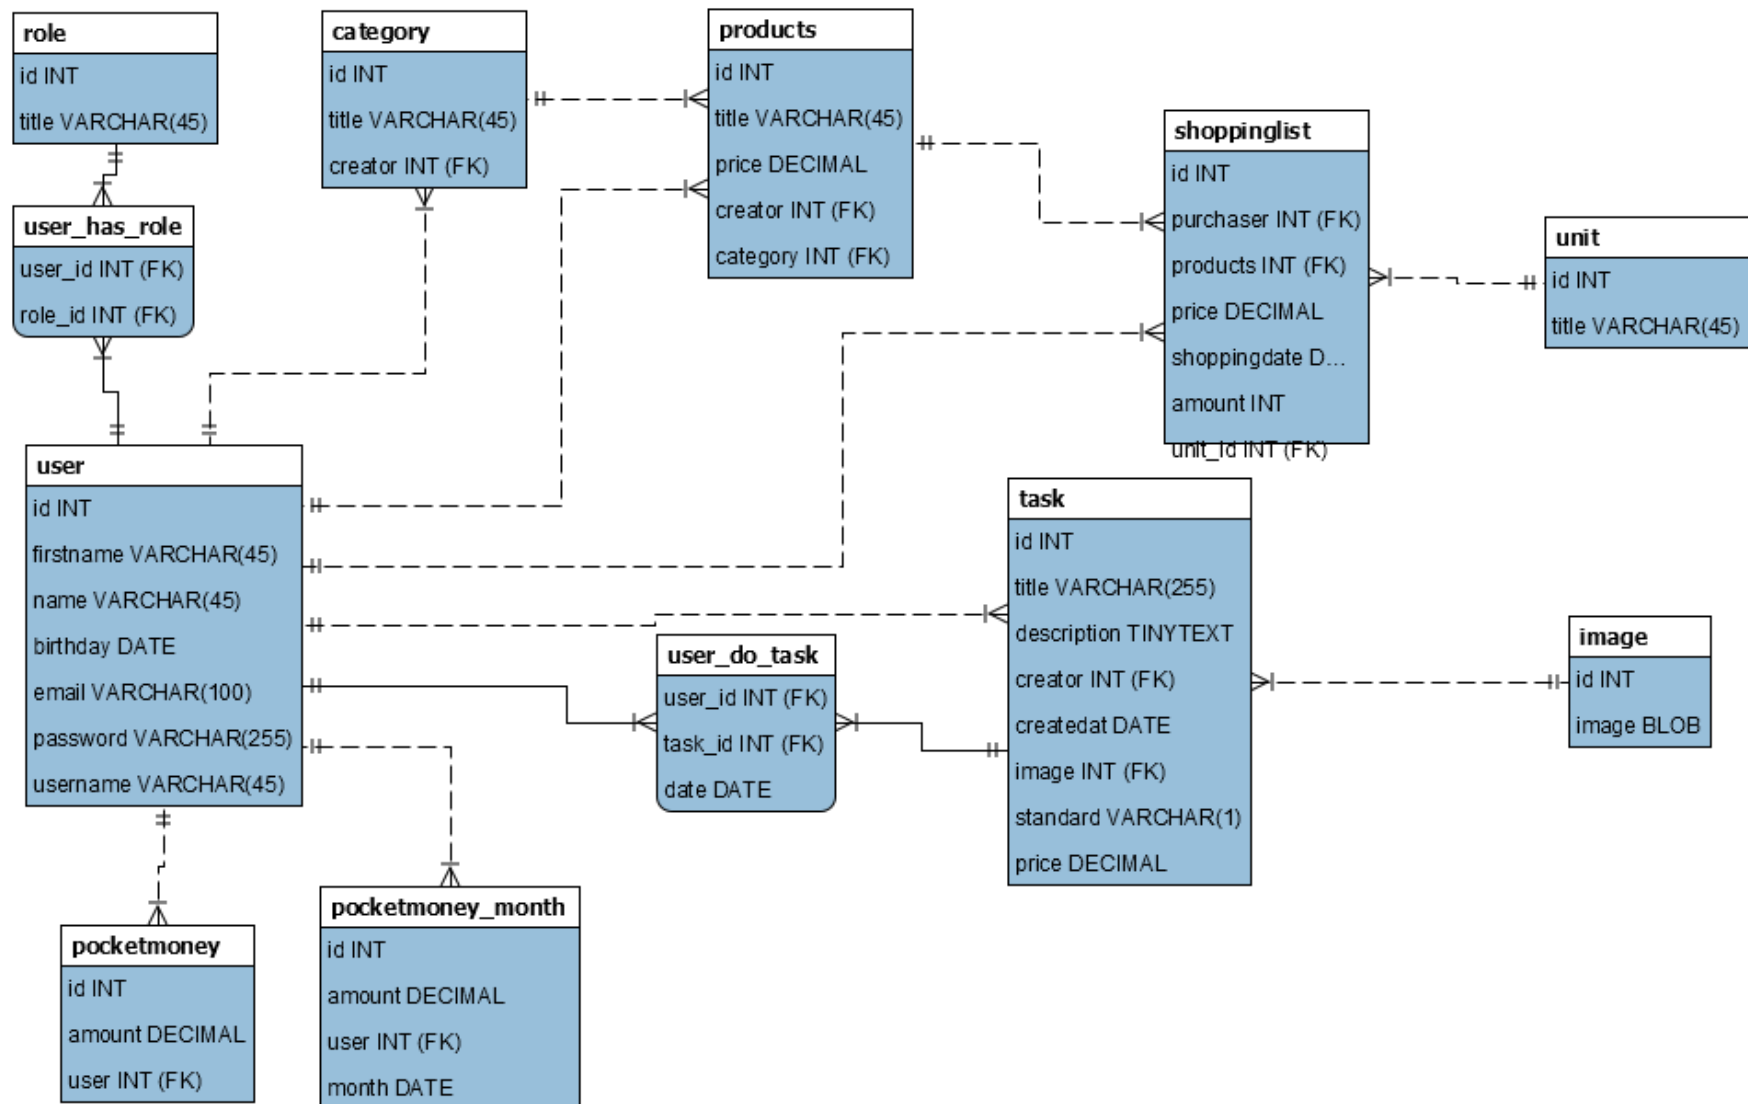 role
id INT
title VARCHAR(45)
category
id INT
title VARCHAR(45)
creator INT (FK)
products
id INT
title VARCHAR(45)
price DECIMAL
creator INT (FK)
category INT (FK)
shoppinglist
id INT
purchaser INT (FK)
products INT (FK)
price DECIMAL
shoppingdate D...
amount INT
unit_id INT (FK)
unit
id INT
title VARCHAR(45)
user_has_role
user_id INT (FK)
role_id INT (FK)
user
id INT
firstname VARCHAR(45)
name VARCHAR(45)
birthday DATE
email VARCHAR(100)
password VARCHAR(255)
username VARCHAR(45)
user_do_task
user_id INT (FK)
task_id INT (FK)
date DATE
task
id INT
title VARCHAR(255)
description TINYTEXT
creator INT (FK)
createdat DATE
image INT (FK)
standard VARCHAR(1)
price DECIMAL
image
id INT
image BLOB
pocketmoney
id INT
amount DECIMAL
user INT (FK)
pocketmoney_month
id INT
amount DECIMAL
user INT (FK)
month DATE